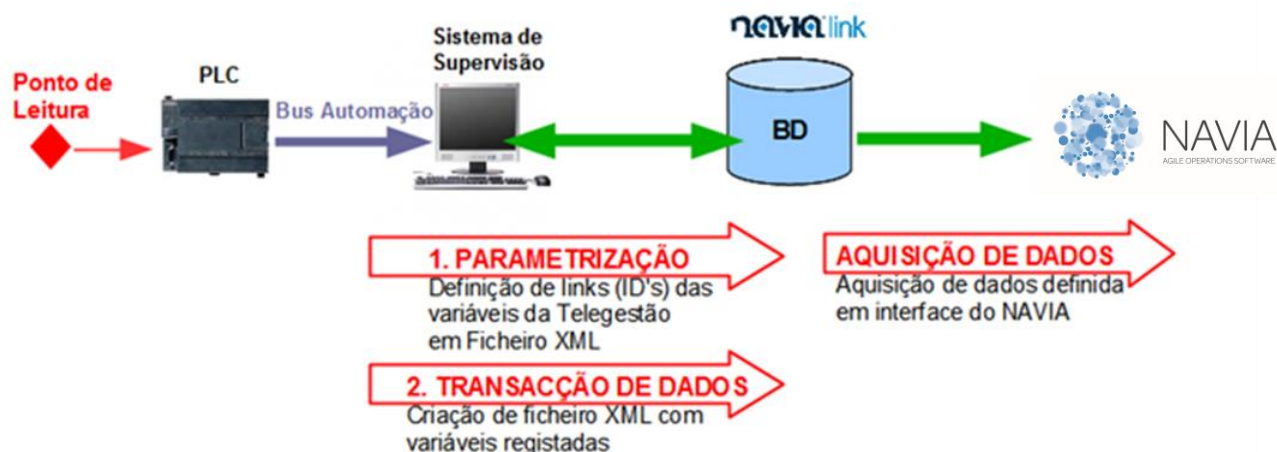 Ponto de
Leitura
PLC
Bus Automação
Sistema de
Supervisão
NAVIA link
BD
NAVIA
AGILE OPERATIONS SOFTWARE
1. PARAMETRIZAÇÃO
Definição de links (ID's) das
variáveis da Telegestão
em Ficheiro XML
2. TRANSACÇÃO DE DADOS
Criação de ficheiro XML com
variáveis registadas
AQUISIÇÃO DE DADOS
Aquisição de dados definida
em interface do NAVIA